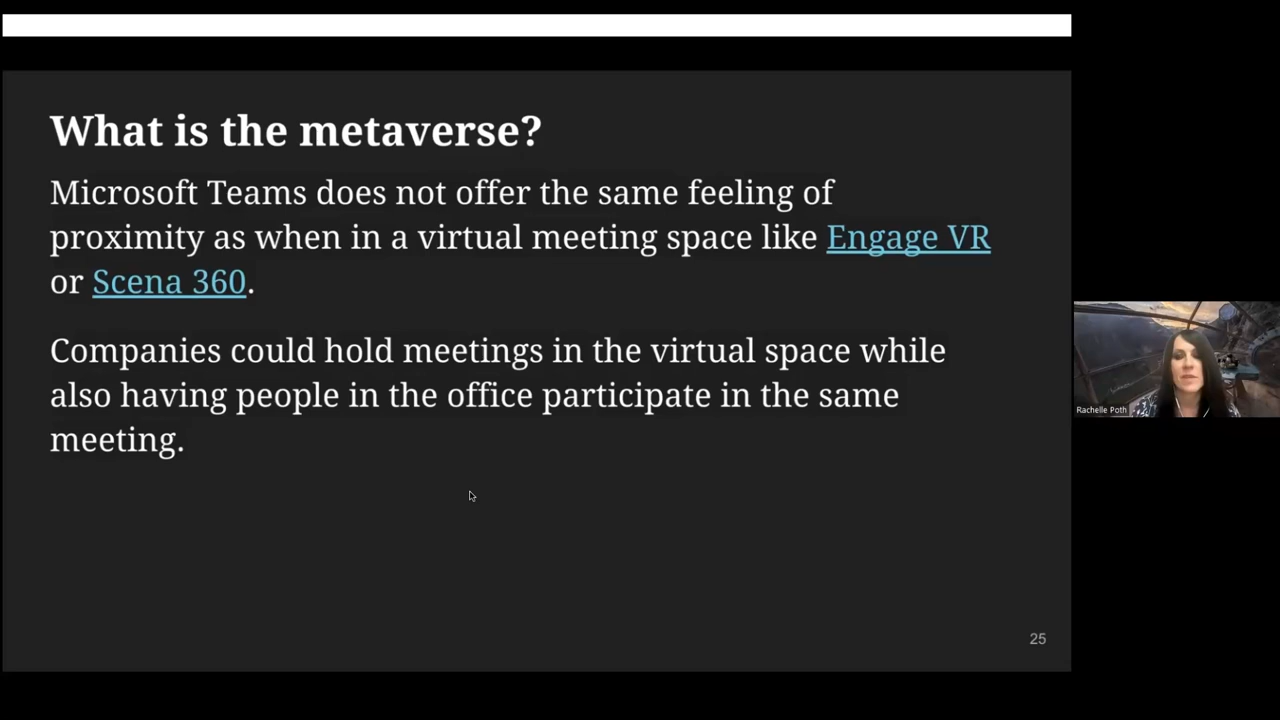 What is the metaverse?
Microsoft Teams does not offer the same feeling of
proximity as when in a virtual meeting space like Engage VR
or Scena 360.
Companies could hold meetings in the virtual space while
also having people in the office participate in the same
meeting.
Rachelle Poth
25